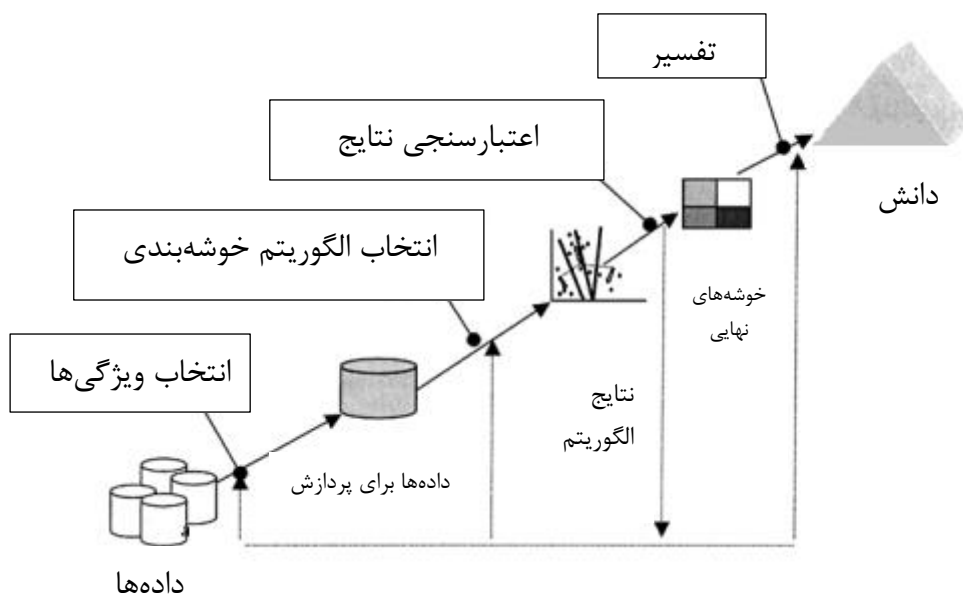 تفسیر
اعتبارسنجی نتایج
دانش
انتخاب الگوریتم خوشه‌بندی
خوشه‌های
نهایی
انتخاب ویژگی‌ها
نتایج
الگوریتم
داده‌ها برای پردازش
داده‌ها